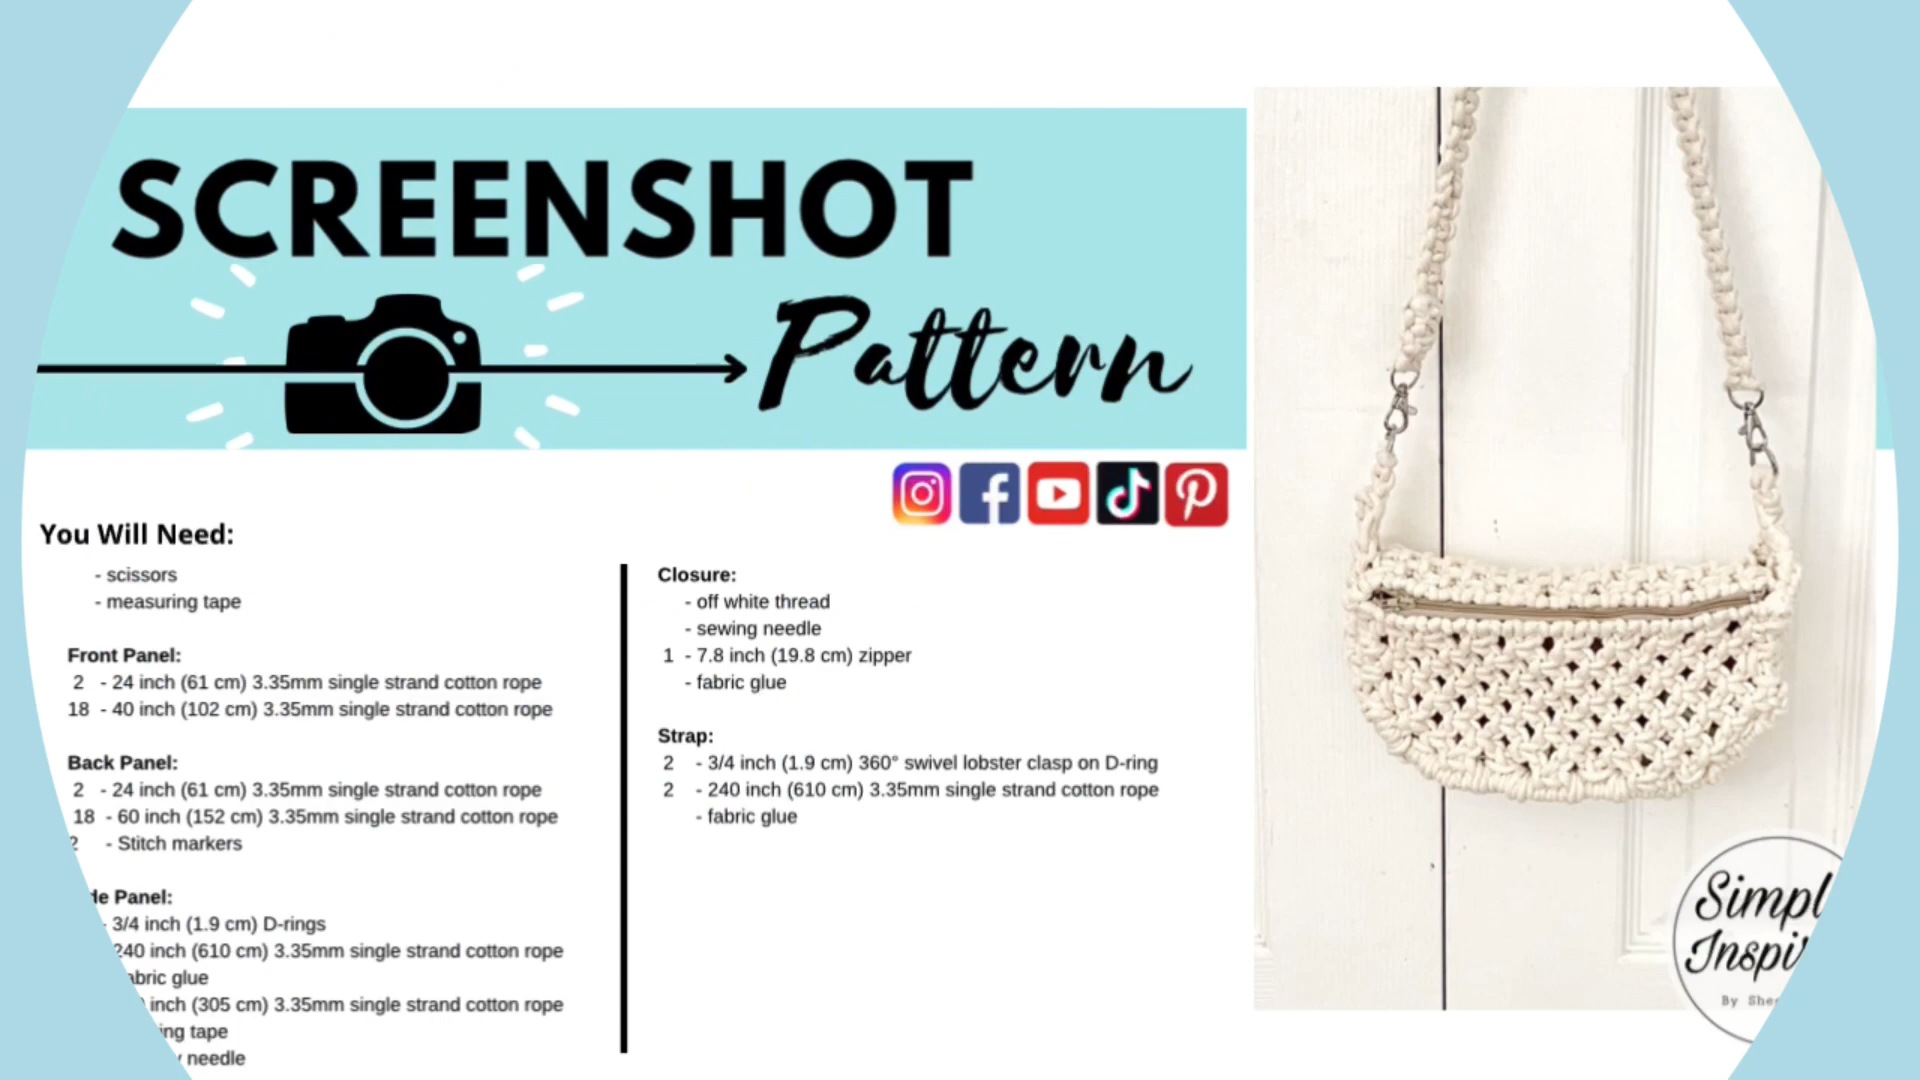 SCREENSHOT
Pattern
You Will Need:
- scissors
- measuring tape
Front Panel:
2 - 24 inch (61 cm) 3.35mm single strand cotton rope
18 - 40 inch (102 cm) 3.35mm single strand cotton rope
Back Panel:
2 - 24 inch (61 cm) 3.35mm single strand cotton rope
18 - 60 inch (152 cm) 3.35mm single strand cotton rope
2 - Stitch markers
Panel:
- 3/4 inch (1.9 cm) D-rings
240 inch (610 cm) 3.35mm single strand cotton rope
glue
inch (305 cm) 3.35mm single strand cotton rope
tape
needle
Closure:
- off white thread
- sewing needle
1 - 7.8 inch (19.8 cm) zipper
- fabric glue
Strap:
2 - 3/4 inch (1.9 cm) 360° swivel lobster clasp on D-ring
2 - 240 inch (610 cm) 3.35mm single strand cotton rope
- fabric glue
Simpl
Inspi
By She